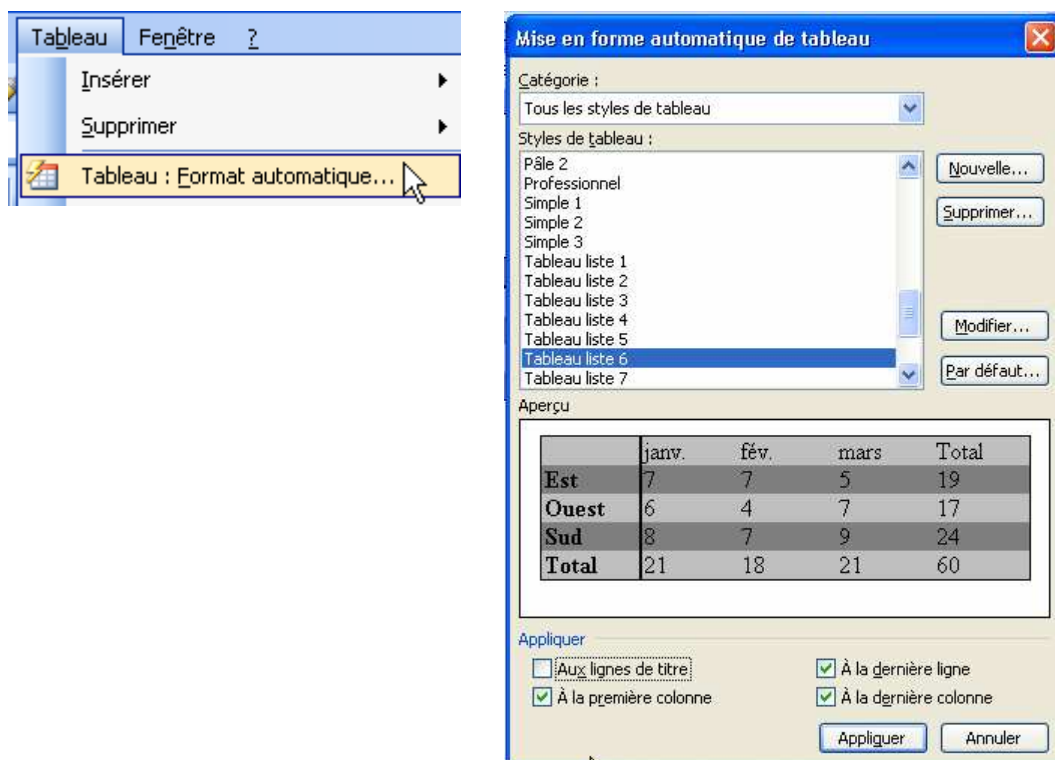 Tableau Fenêtre ?
Insérer
Supprimer
Tableau : Format automatique...
Mise en forme automatique de tableau
Catégorie :
Tous les styles de tableau
Styles de tableau :
Pâle 2
Professionnel
Simple 1
Simple 2
Simple 3
Tableau liste 1
Tableau liste 2
Tableau liste 3
Tableau liste 4
Tableau liste 5
Tableau liste 6
Tableau liste 7
Nouvelle...
Supprimer...
Modifier...
Par défaut...
Aperçu
janv. fév. mars Total
Est 7 7 5 19
Ouest 6 4 7 17
Sud 8 7 9 24
Total 21 18 21 60
Appliquer
Aux lignes de titre À la dernière ligne
À la première colonne À la dernière colonne
Appliquer Annuler